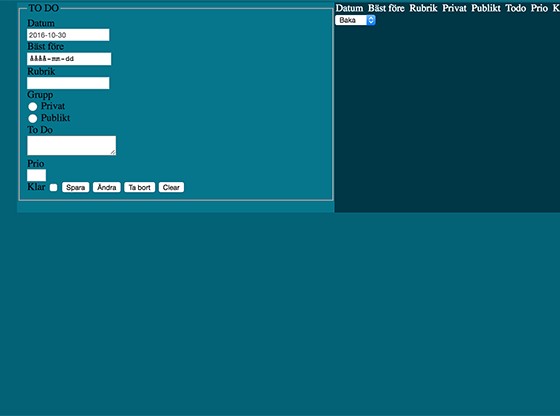 TO DO
Datum
2016-10-30
Bäst före
åååå-mm-dd
Rubrik
Grupp
Privat
Publikt
To Do
Prio
Klar Spara Ändra Ta bort Clear
Datum Bäst före Rubrik Privat Publikt Todo Prio K
Baka